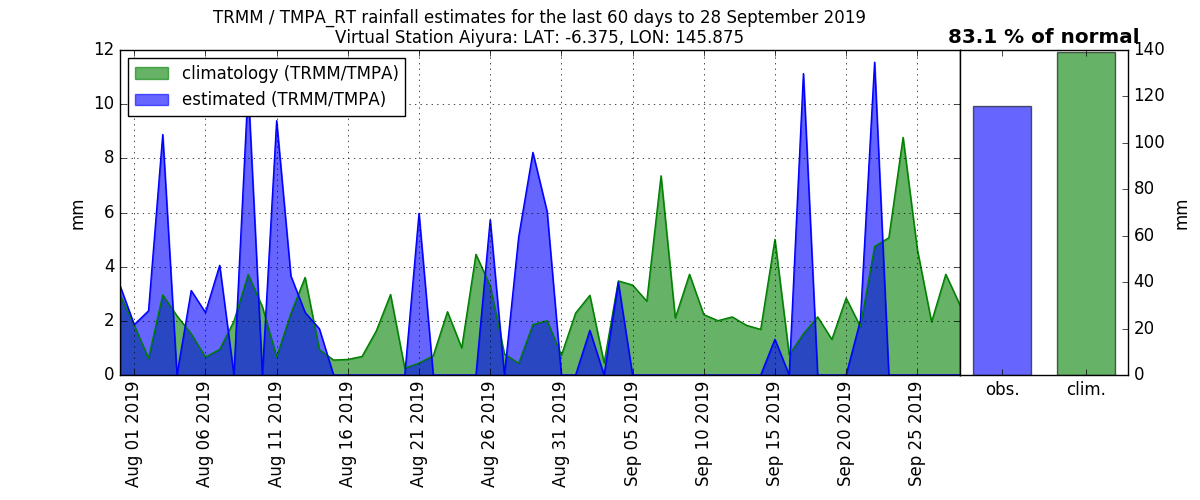 TRMM / TMPA_RT rainfall estimates for the last 60 days to 28 September 2019
Virtual Station Aiyura: LAT: -6.375, LON: 145.875
83.1 % of normal
climatology (TRMM/TMPA)
estimated (TRMM/TMPA)
12
10
8
6
4
2
0
mm
140
120
100
80
60
40
20
0
mm
Aug 01 2019
Aug 06 2019
Aug 11 2019
Aug 16 2019
Aug 21 2019
Aug 26 2019
Aug 31 2019
Sep 05 2019
Sep 10 2019
Sep 15 2019
Sep 20 2019
Sep 25 2019
obs.
clim.